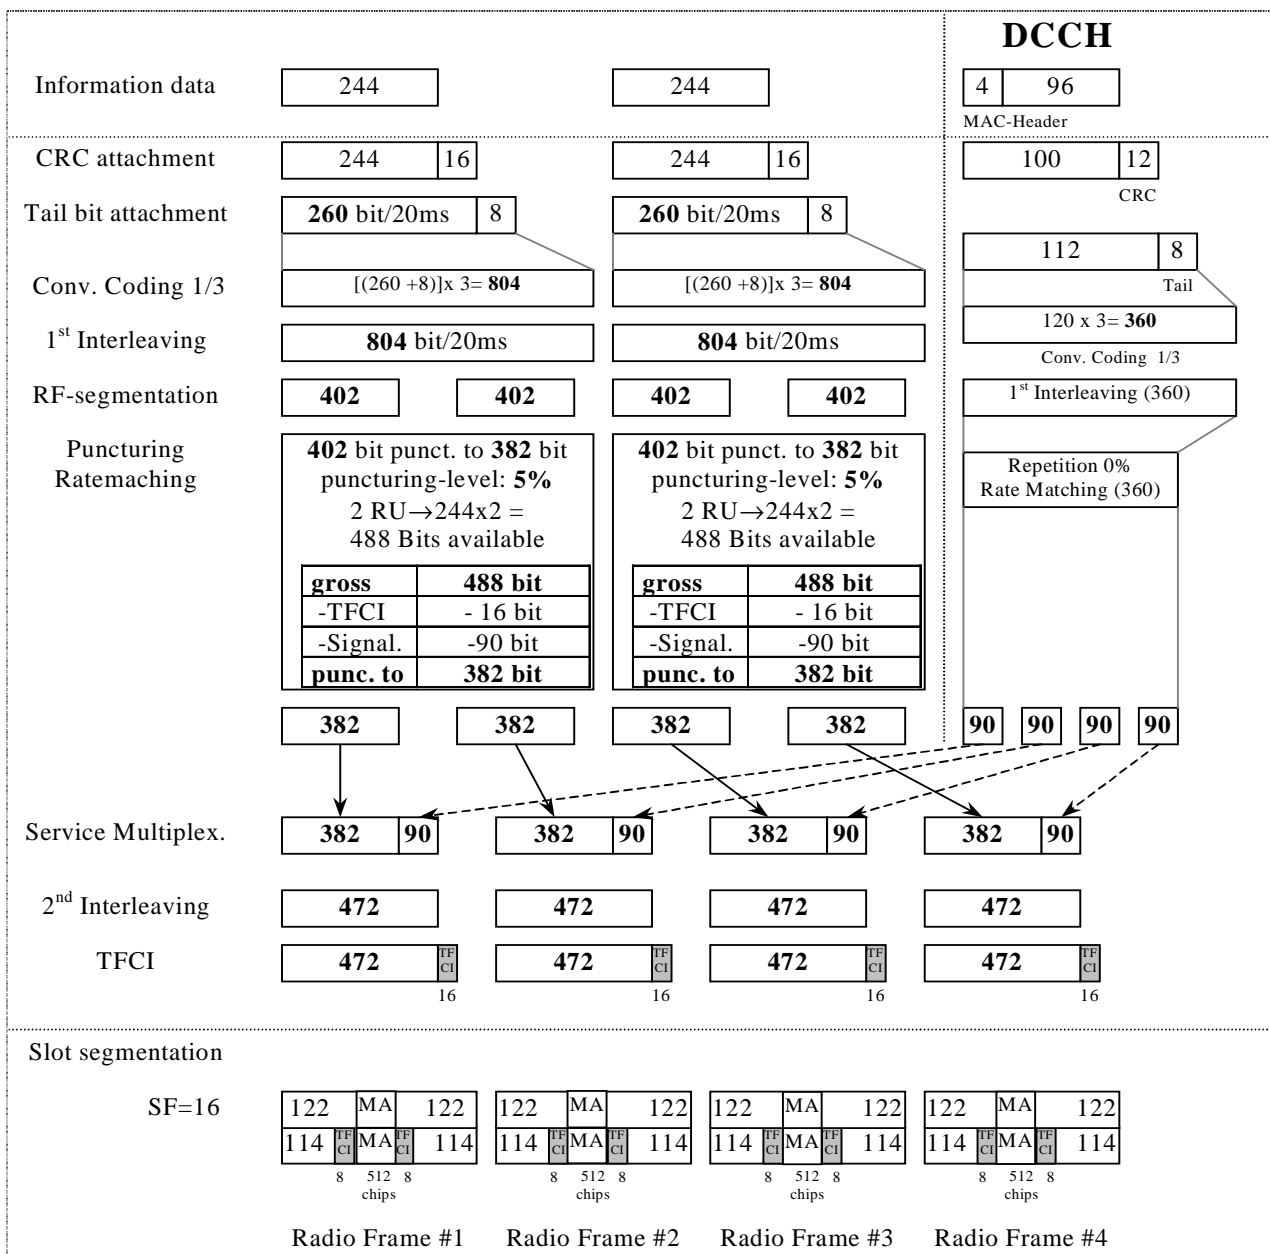 DCCH
Information data 244 244 4 96
MAC-Header
CRC attachment 244 16 244 16 100 12
CRC
Tail bit attachment 260 bit/20ms 8 260 bit/20ms 8
112 8
Tail
Conv. Coding 1/3 [(260 +8)]x 3= 804 [(260 +8)]x 3= 804
120 x 3= 360
Conv. Coding 1/3
1st Interleaving 804 bit/20ms 804 bit/20ms
RF-segmentation 402 402 402 402 1st Interleaving (360)
Puncturing 402 bit punct. to 382 bit 402 bit punct. to 382 bit
Ratemaching puncturing-level: 5% puncturing-level: 5%
Repetition 0%
Rate Matching (360)
2 RU→244x2 = 2 RU→244x2 =
488 Bits available 488 Bits available
gross 488 bit gross 488 bit
-TFCI - 16 bit -TFCI - 16 bit
-Signal. -90 bit -Signal. -90 bit
punc. to 382 bit punc. to 382 bit
382 382 382 382 90 90 90 90
Service Multiplex. 382 90 382 90 382 90 382 90
2nd Interleaving 472 472 472 472
TFCI 472 TF CI 472 TF CI 472 TF CI 472 TF CI
16 16 16 16
Slot segmentation
SF=16 122 MA 122 122 MA 122 122 MA 122 122 MA 122
114 TF CI MA TF CI 114 114 TF CI MA TF CI 114 114 TF CI MA TF CI 114 114 TF CI MA TF CI 114
8 512 8 8 512 8 8 512 8 8 512 8
chips chips chips chips
Radio Frame #1 Radio Frame #2 Radio Frame #3 Radio Frame #4